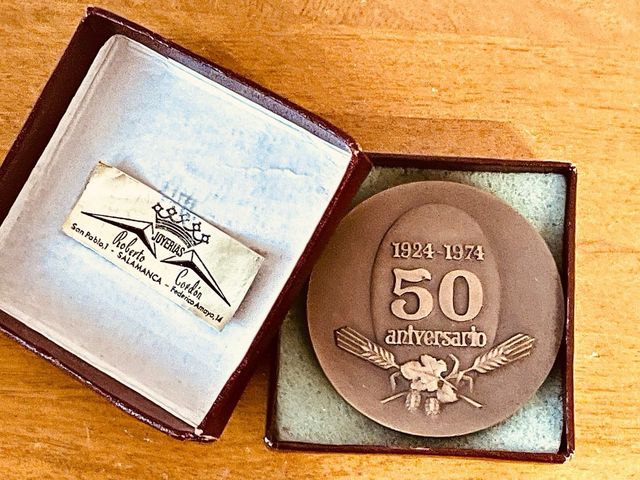 JOYERIAS
Roberto Cordón
San Pablo, 1 - SALAMANCA - Federico Anaya, 14
1924 - 1974
50
aniversario